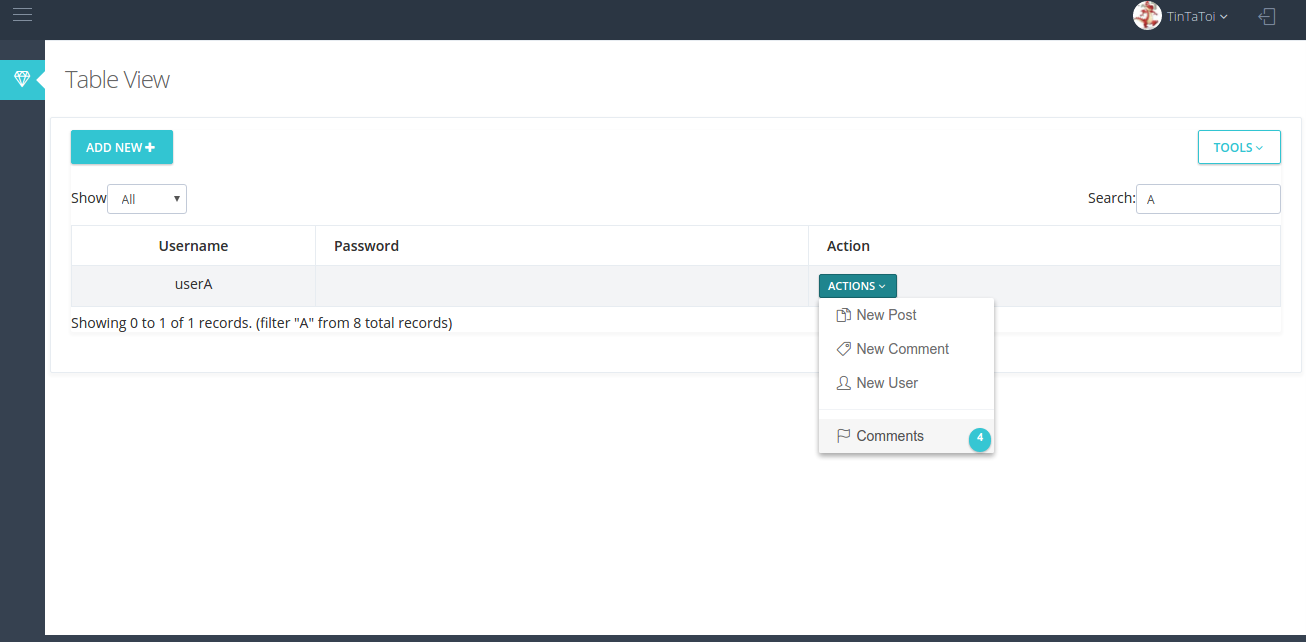 TinTaToi
Table View
ADD NEW
TOOLS
Show All
Search: A
Username Password Action
userA ACTIONS
Showing 0 to 1 of 1 records. (filter "A" from 8 total records)
New Post
New Comment
New User
Comments 4